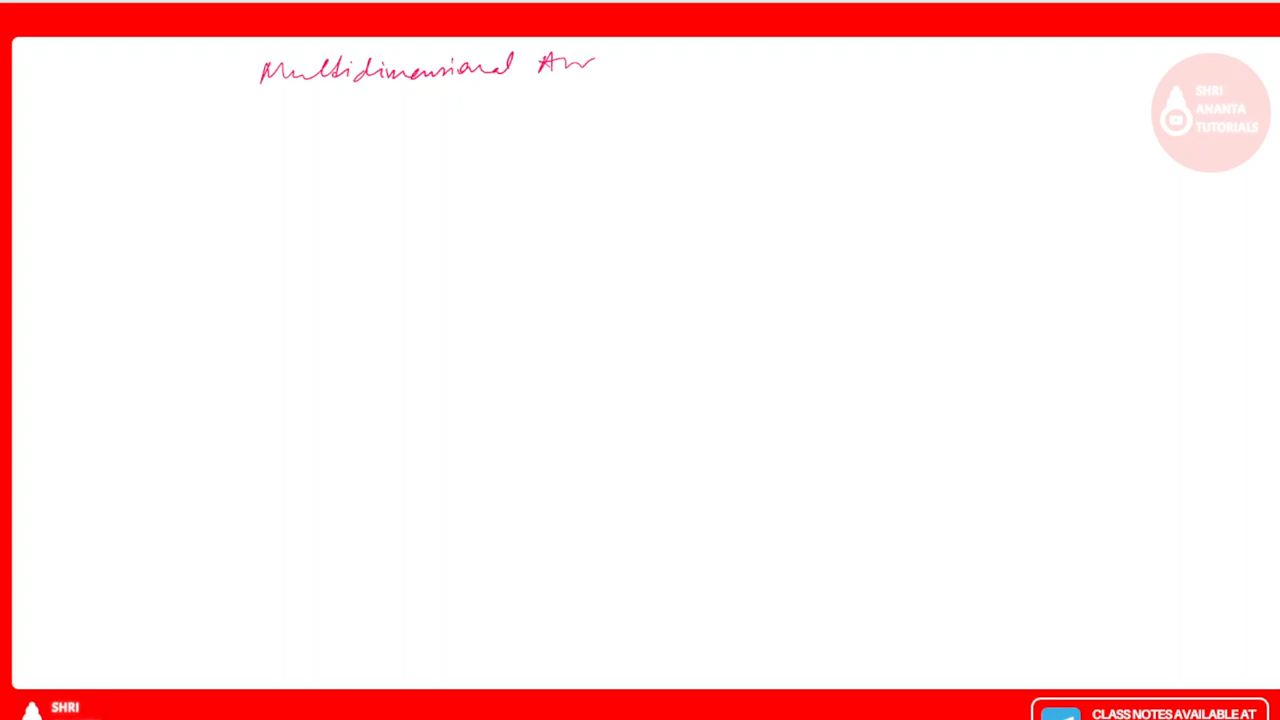 Multidimensional Arr
SHRI
ANANTA
TUTORIALS
SHRI
CLASS NOTES AVAILABLE AT